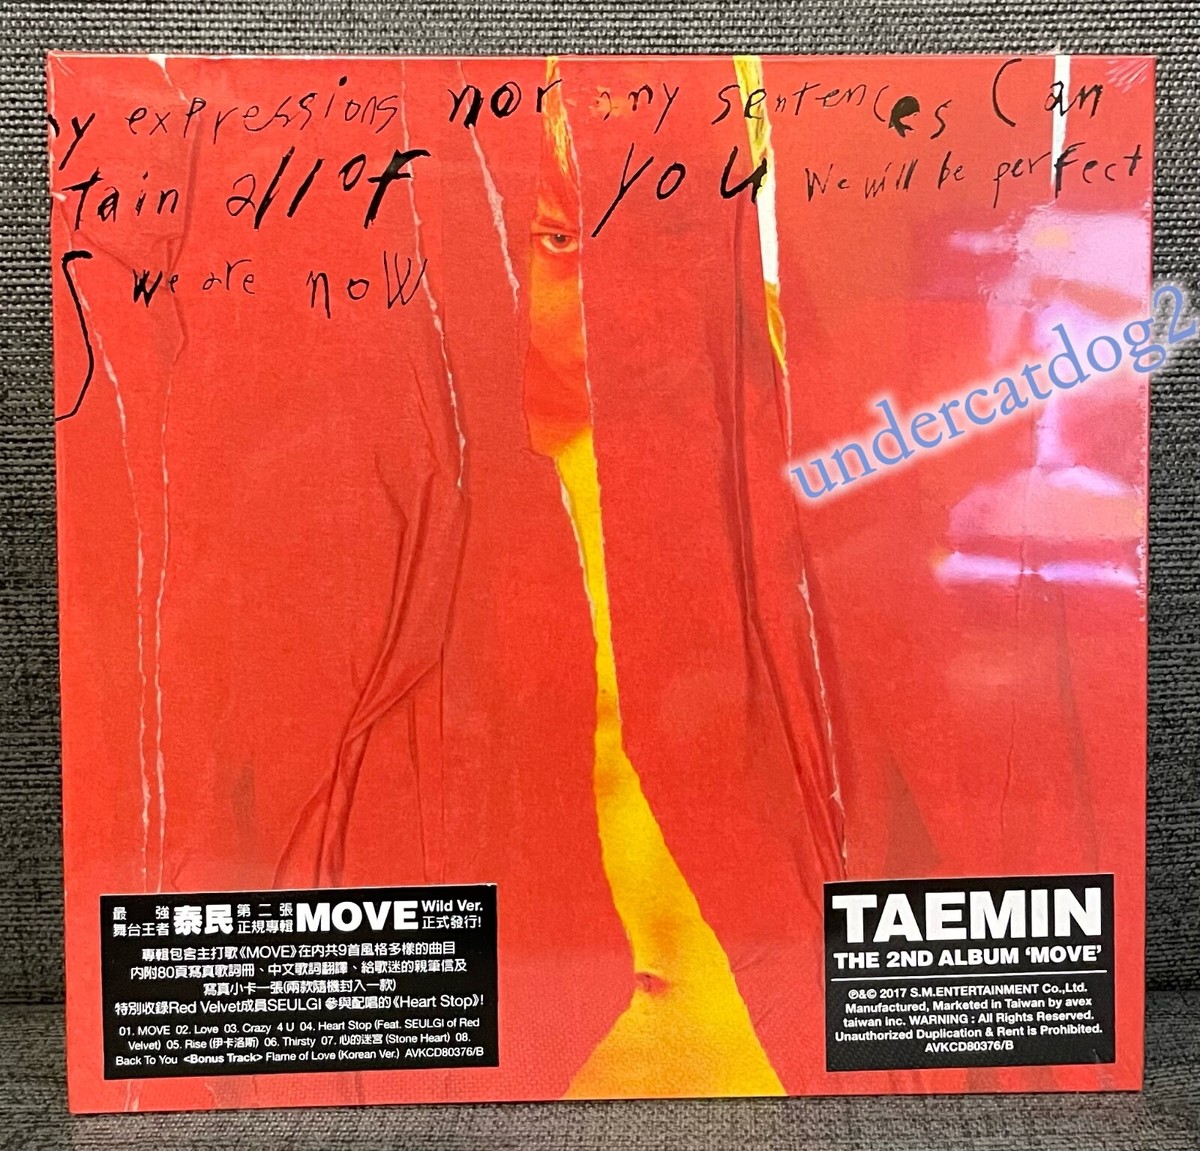 y expressions nor any sentences Can
tain all of you We will be perfect
S we are now
undercatdog2
最強
舞台王者
泰民
第二張
正規專輯
MOVE
Wild Ver.
正式發行!
專輯包含主打歌《MOVE》在內共9首風格多樣的曲目
內附80頁寫真歌詞冊、中文歌詞翻譯、給歌迷的親筆信及
寫真小卡一張(兩款隨機封入一款)
特別收錄Red Velvet成員SEULGI 參與配唱的《Heart Stop》!
01. MOVE 02. Love 03. Crazy 4 U 04. Heart Stop (Feat. SEULGI of Red
Velvet) 05. Rise (伊卡洛斯) 06. Thirsty 07. 心的迷宮 (Stone Heart) 08.
Back To You <Bonus Track> Flame of Love (Korean Ver.) AVKCD80376/B
TAEMIN
THE 2ND ALBUM ‘MOVE’
℗&© 2017 S.M.ENTERTAINMENT Co.,Ltd.
Manufactured, Marketed in Taiwan by avex
taiwan inc. WARNING : All Rights Reserved.
Unauthorized Duplication & Rent is Prohibited.
AVKCD80376/B